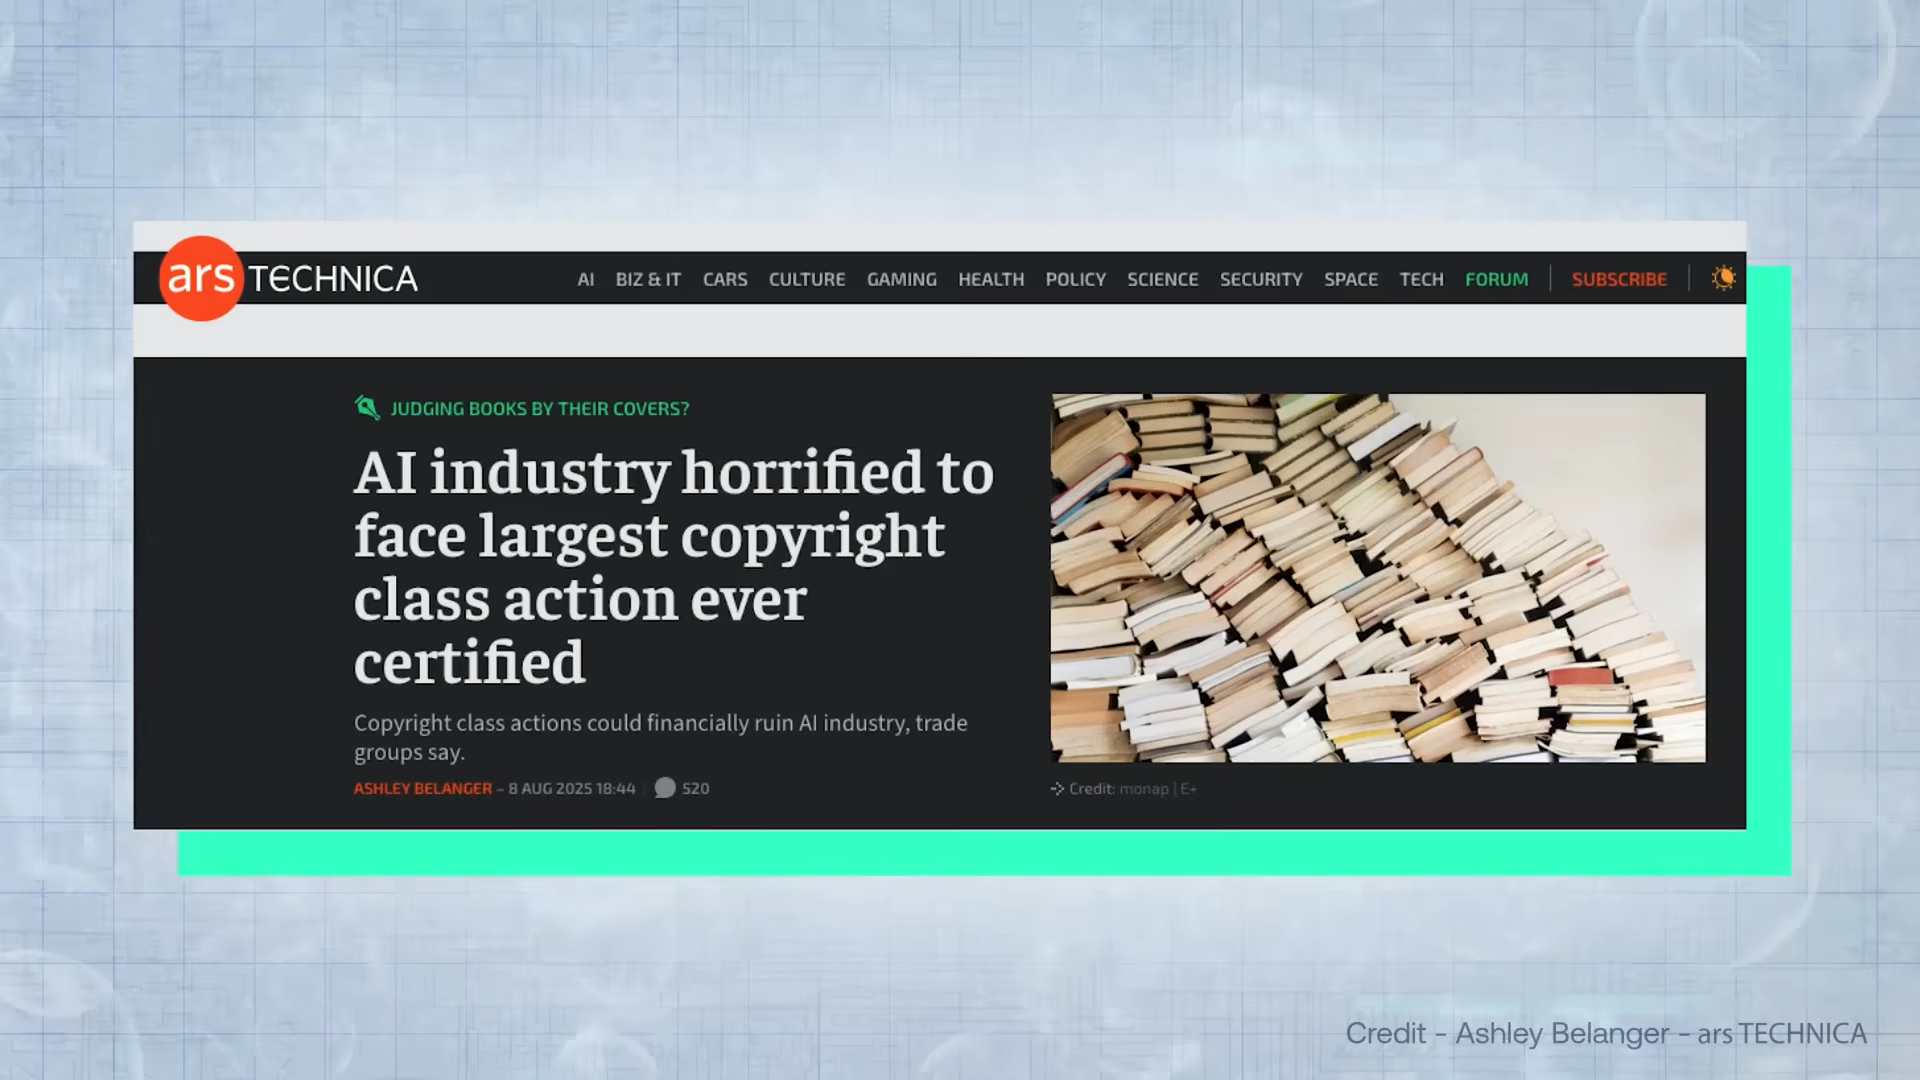 ars TECHNICA
AI BIZ & IT CARS CULTURE GAMING HEALTH POLICY SCIENCE SECURITY SPACE TECH FORUM SUBSCRIBE
JUDGING BOOKS BY THEIR COVERS?
AI industry horrified to
face largest copyright
class action ever
certified
Copyright class actions could financially ruin AI industry, trade
groups say.
ASHLEY BELANGER – 8 AUG 2025 18:44 520
Credit: monap | E+
Credit - Ashley Belanger - ars TECHNICA